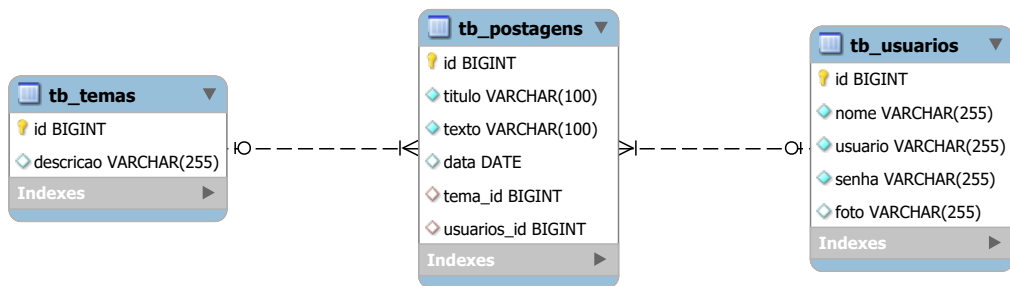 tb_temas
id BIGINT
descricao VARCHAR(255)
Indexes
tb_postagens
id BIGINT
titulo VARCHAR(100)
texto VARCHAR(100)
data DATE
tema_id BIGINT
usuarios_id BIGINT
Indexes
tb_usuarios
id BIGINT
nome VARCHAR(255)
usuario VARCHAR(255)
senha VARCHAR(255)
foto VARCHAR(255)
Indexes